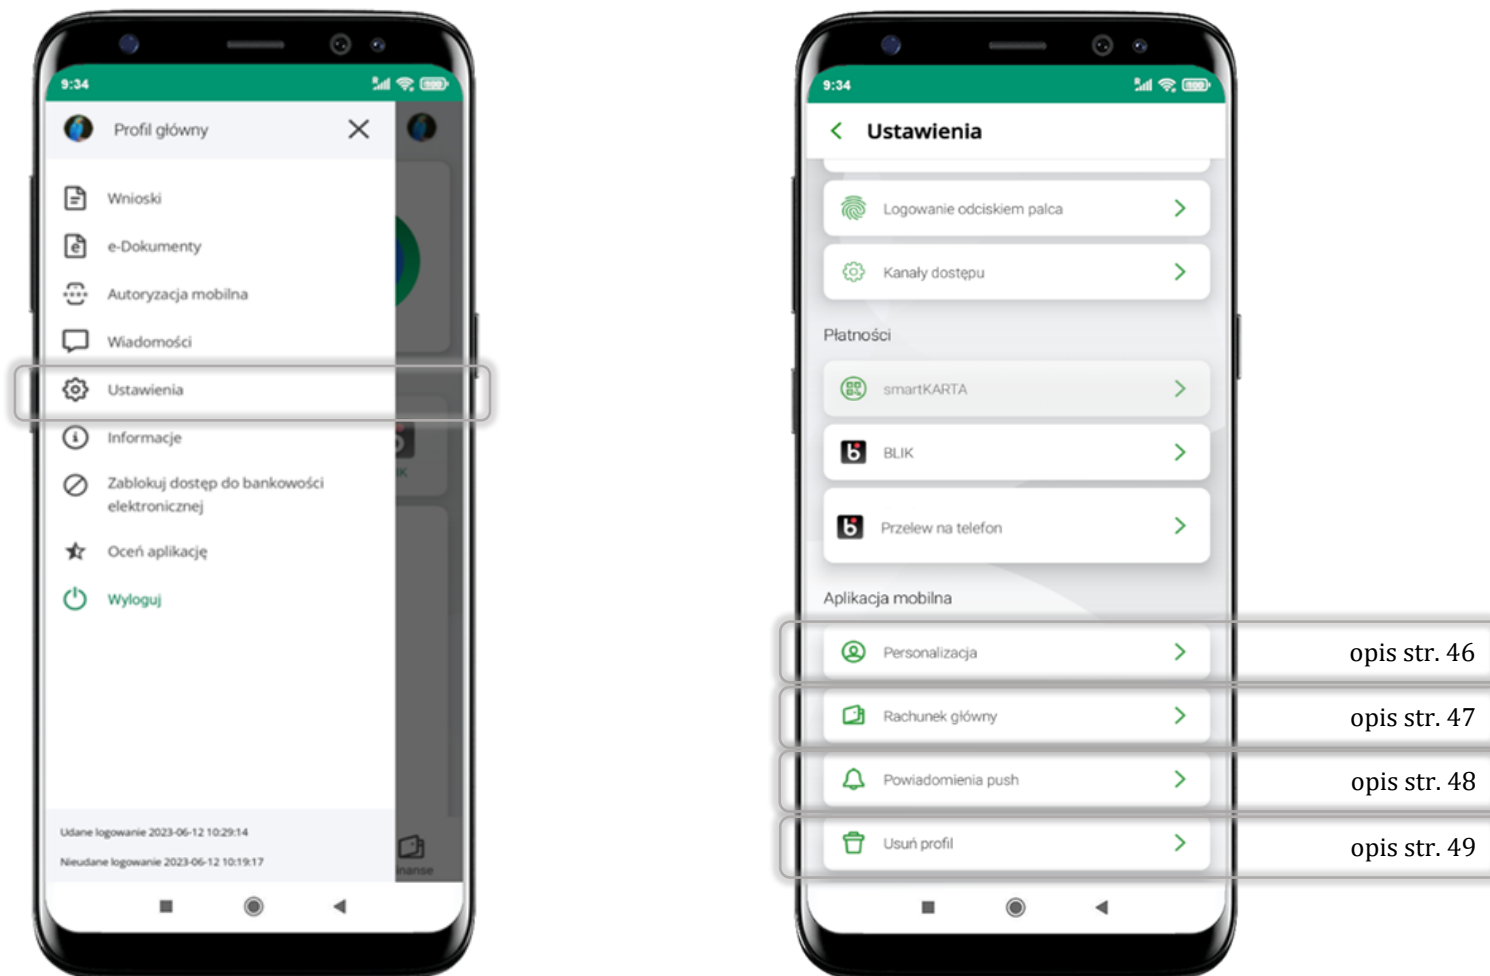 9:34
Profil główny
Wnioski
e-Dokumenty
Autoryzacja mobilna
Wiadomości
Ustawienia
Informacje
Zablokuj dostęp do bankowości
elektronicznej
Oceń aplikację
Wyloguj
Udane logowanie 2023-06-12 10:29:14
Nieudane logowanie 2023-06-12 10:19:17
IK
inanse
9:34
Ustawienia
Logowanie odciskiem palca
Kanały dostępu
Płatności
smartKARTA
BLIK
Przelew na telefon
Aplikacja mobilna
Personalizacja
opis str. 46
Rachunek główny
opis str. 47
Powiadomienia push
opis str. 48
Usuń profil
opis str. 49